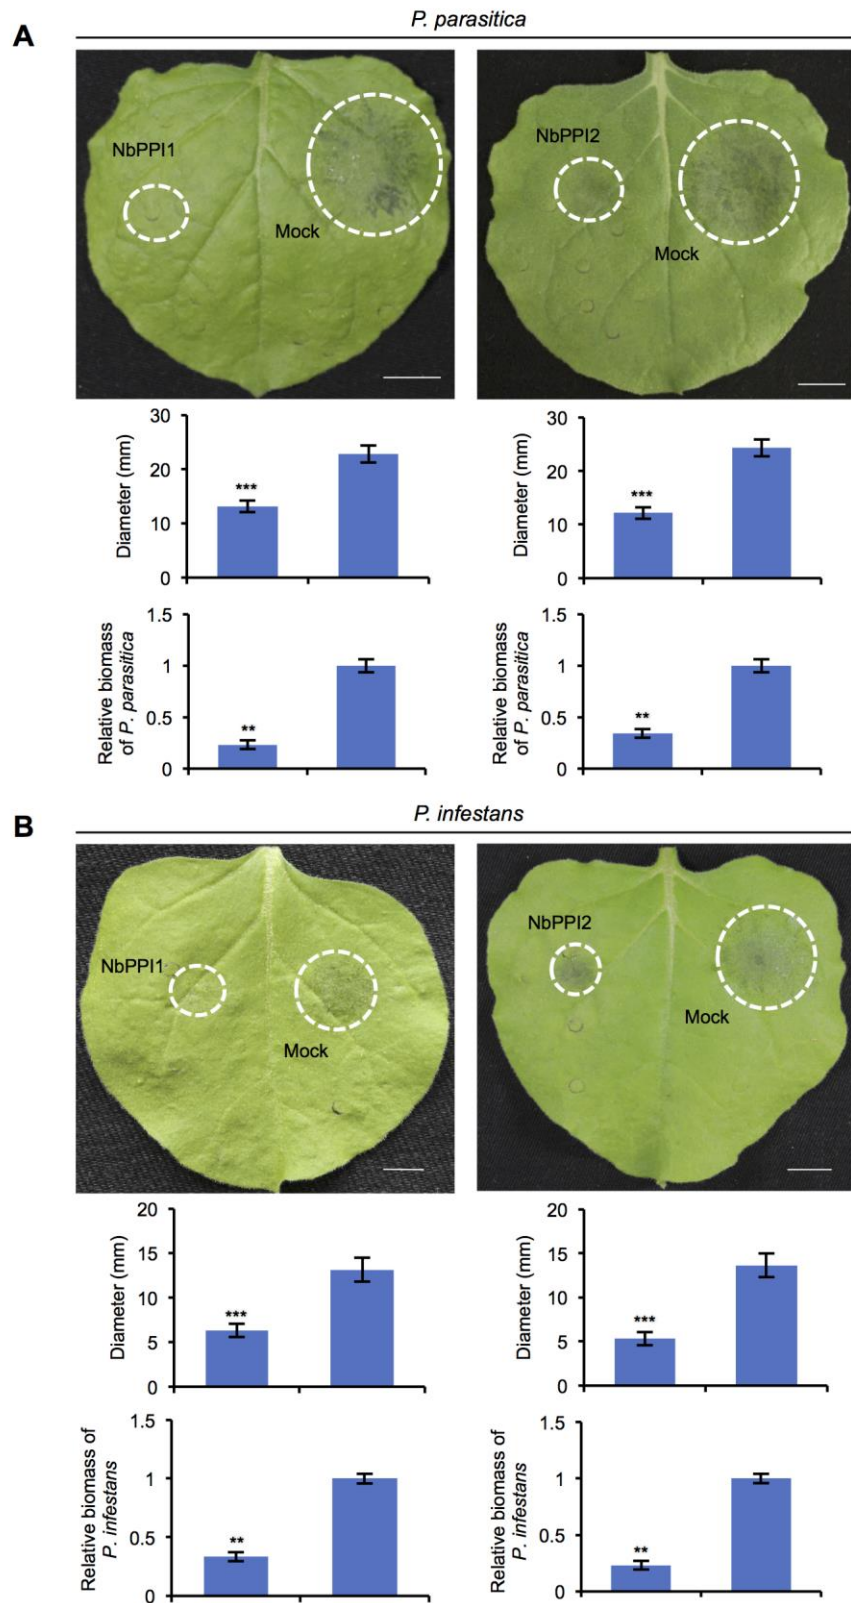 P. parasitica
A
NbPPI1
Mock
NbPPI2
Mock
Diameter (mm)
30
20
10
0
***
Diameter (mm)
30
20
10
0
***
Relative biomass
of P. parasitica
1.5
1
0.5
0
**
Relative biomass
of P. parasitica
1.5
1
0.5
0
**
P. infestans
B
NbPPI1
Mock
NbPPI2
Mock
Diameter (mm)
20
15
10
5
0
***
Diameter (mm)
20
15
10
5
0
***
Relative biomass of
P. infestans
1.5
1
0.5
0
**
Relative biomass of
P. infestans
1.5
1
0.5
0
**